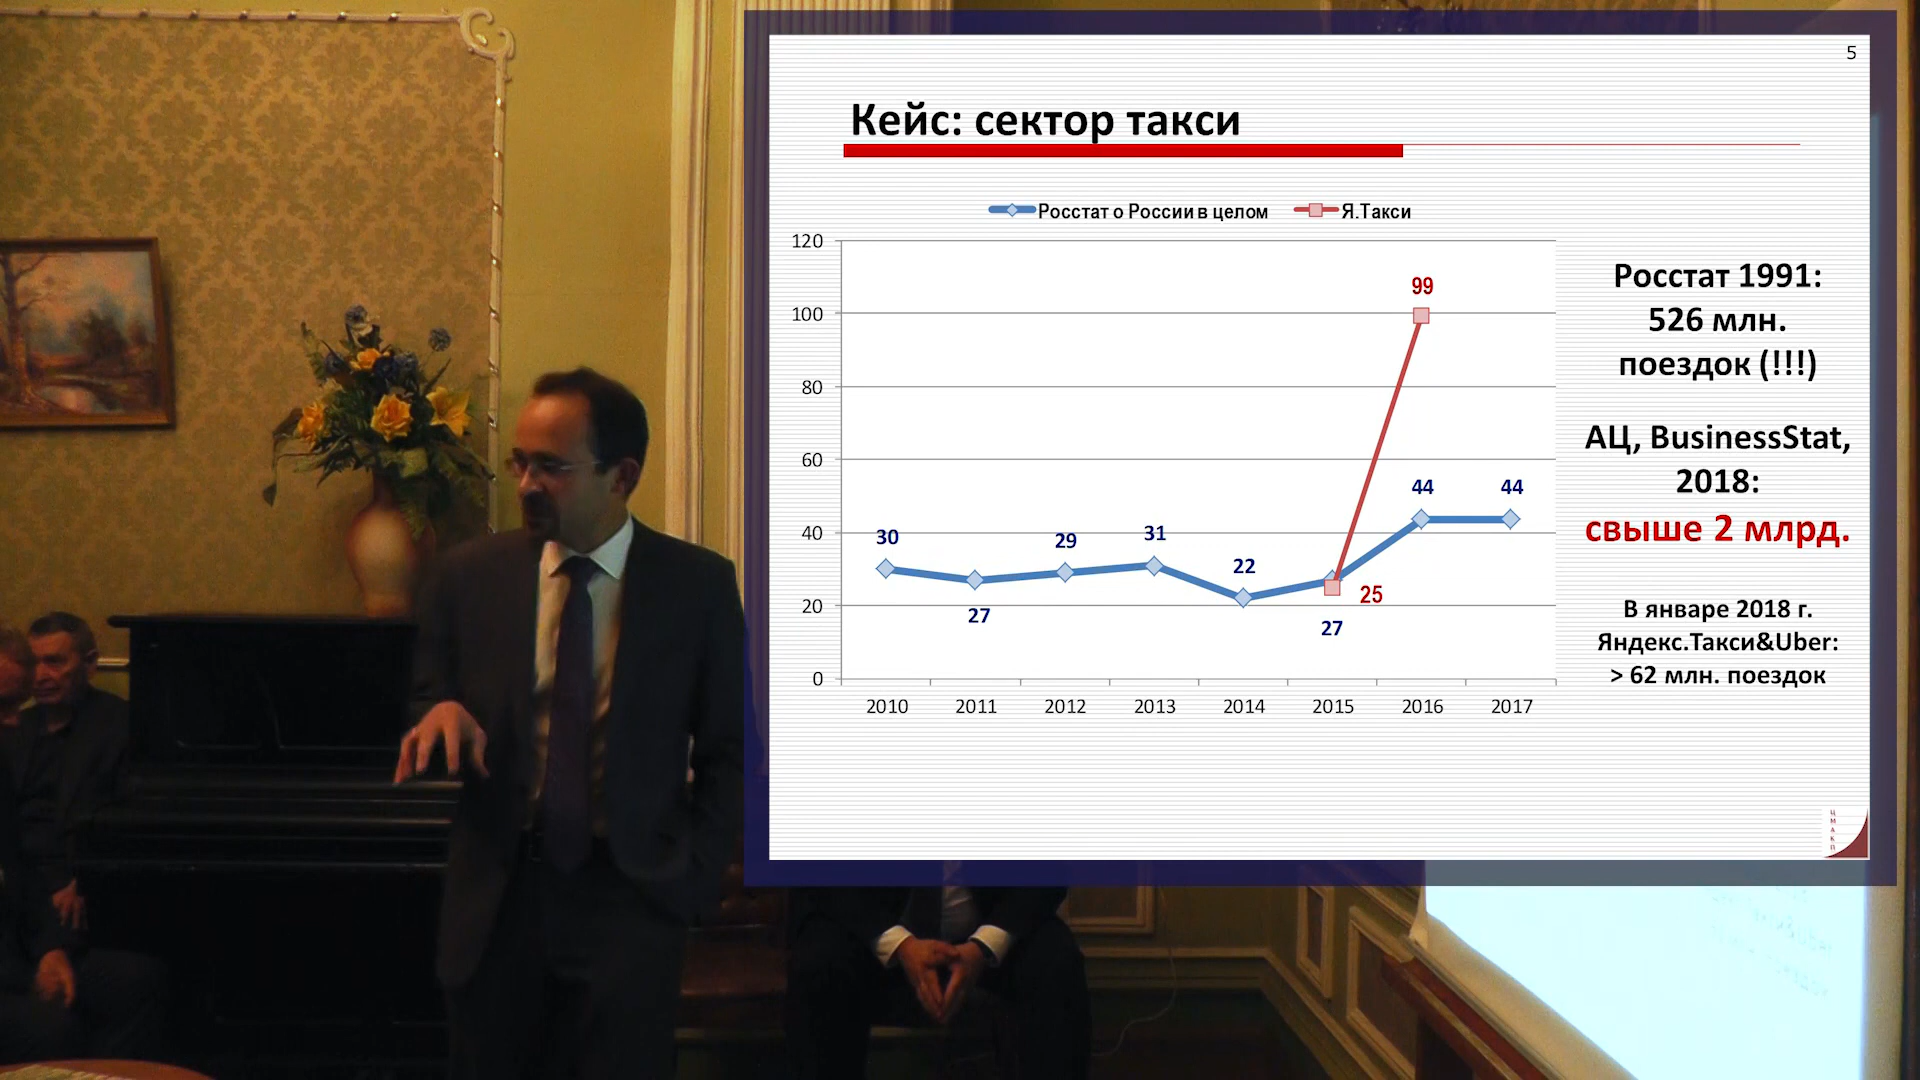 5
Кейс: сектор такси
Росстат о России в целом
Я.Такси
120
100
80
60
40
20
0
99
44
44
30
29
31
22
27
25
27
2010 2011 2012 2013 2014 2015 2016 2017
Росстат 1991:
526 млн.
поездок (!!!)
АЦ, BusinessStat,
2018:
свыше 2 млрд.
В январе 2018 г.
Яндекс.Такси&Uber:
> 62 млн. поездок
ЦМАКП